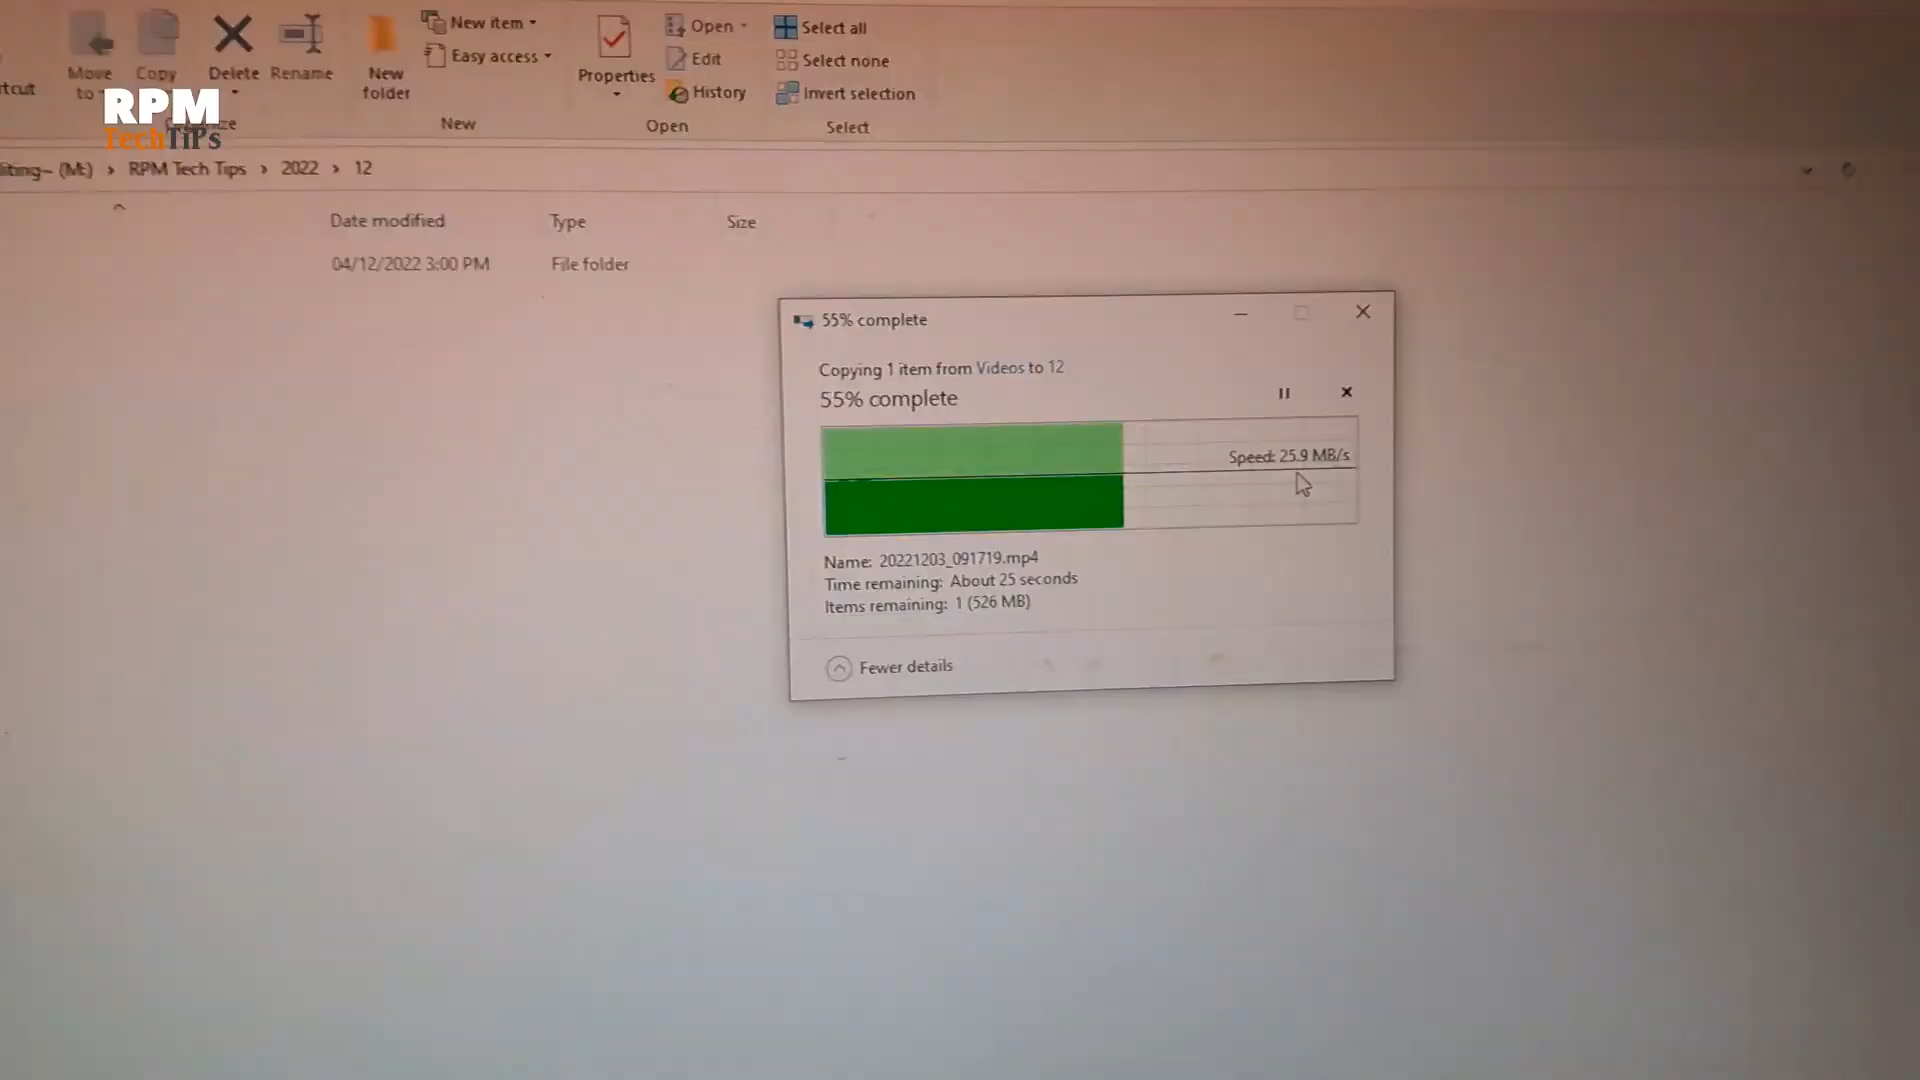 New item
Open
Select all
Easy access
Edit
Select none
Move
to
Copy
Delete
Rename
New
folder
Properties
History
Invert selection
rtcut
RPM
TechTiPs
New
Open
Select
(M:) › RPM Tech Tips › 2022 › 12
Date modified
Type
Size
04/12/2022 3:00 PM
File folder
55% complete
Copying 1 item from Videos to 12
55% complete
Speed: 25.9 MB/s
Name: 20221203_091719.mp4
Time remaining: About 25 seconds
Items remaining: 1 (526 MB)
Fewer details